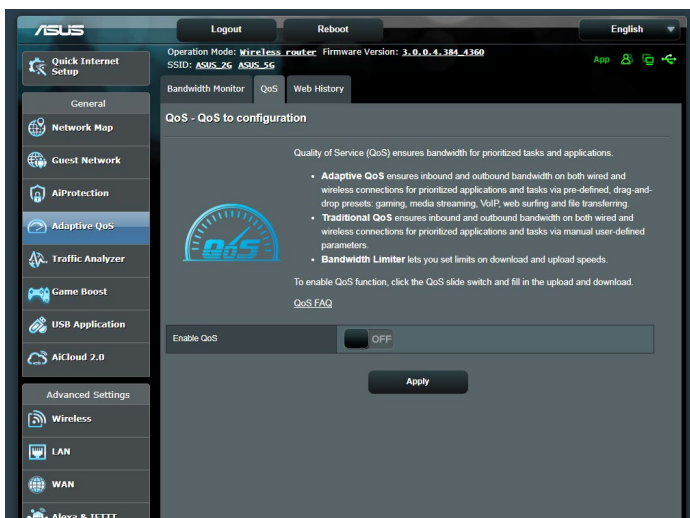 ASUS
Logout
Reboot
English
Quick Internet
Setup
Operation Mode: Wireless router Firmware Version: 3.0.0.4.384_4360
SSID: ASUS_2G ASUS_5G
App
Bandwidth Monitor
QoS
Web History
General
Network Map
Guest Network
AiProtection
Adaptive QoS
Traffic Analyzer
Game Boost
USB Application
AiCloud 2.0
Advanced Settings
Wireless
LAN
WAN
Alexa & IFTTT
QoS - QoS to configuration
QoS
Quality of Service (QoS) ensures bandwidth for prioritized tasks and applications.
• Adaptive QoS ensures inbound and outbound bandwidth on both wired and
wireless connections for prioritized applications and tasks via pre-defined, drag-and-
drop presets: gaming, media streaming, VoIP, web surfing and file transferring.
• Traditional QoS ensures inbound and outbound bandwidth on both wired and
wireless connections for prioritized applications and tasks via manual user-defined
parameters.
• Bandwidth Limiter lets you set limits on download and upload speeds.
To enable QoS function, click the QoS slide switch and fill in the upload and download.
QoS FAQ
Enable QoS
OFF
Apply